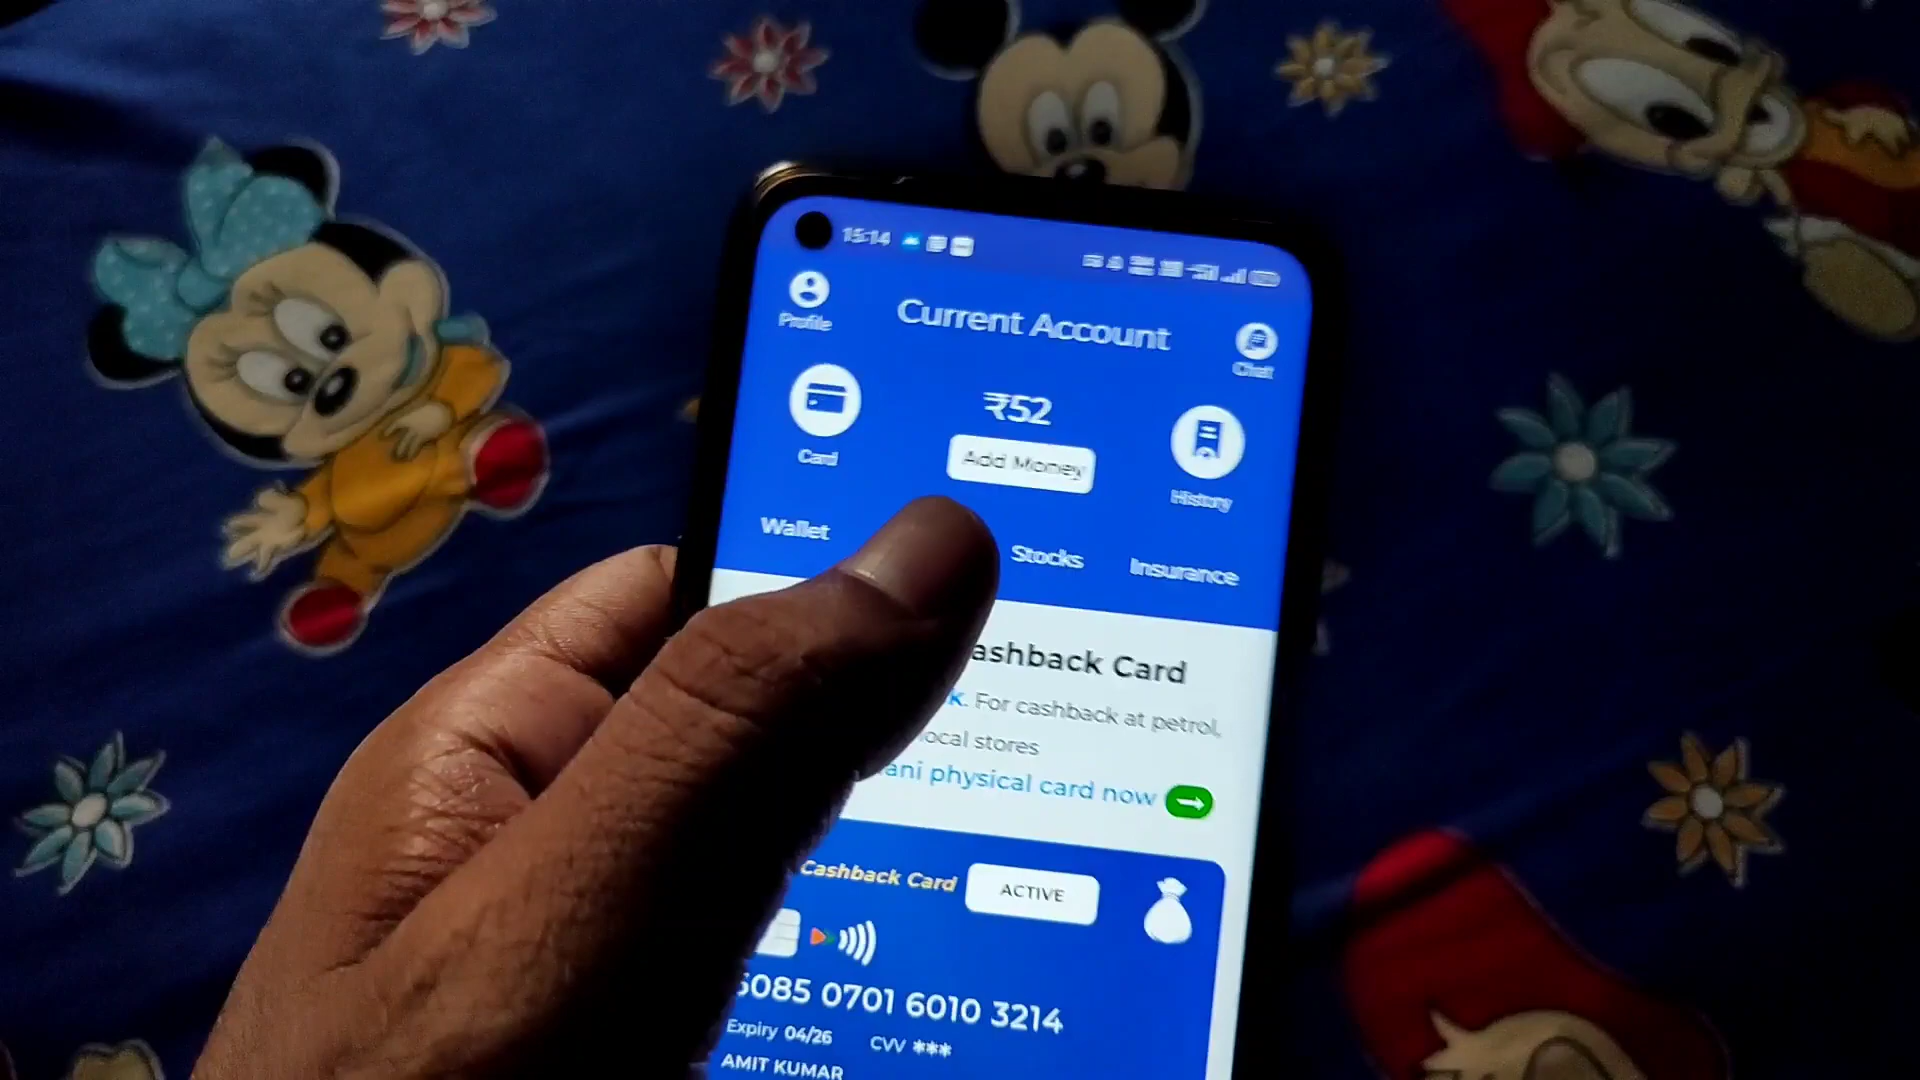 15:14
Profile
Current Account
Chat
₹52
Card
Add Money
History
Wallet
Stocks
Insurance
ashback Card
k. For cashback at petrol,
local stores
ani physical card now
Cashback Card
ACTIVE
5085 0701 6010 3214
Expiry 04/26
CVV ***
AMIT KUMAR